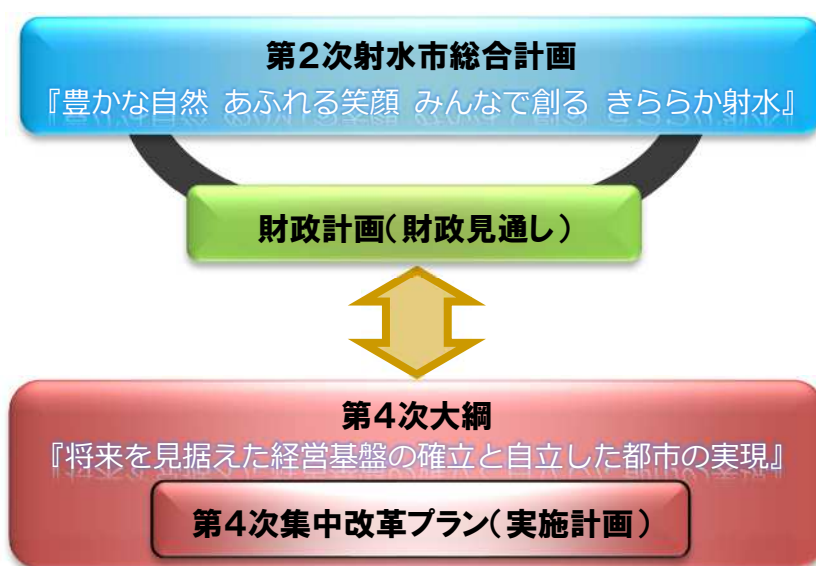 第2次射水市総合計画
『豊かな自然 あふれる笑顔 みんなで創る きららか射水』
財政計画(財政見通し)
第4次大綱
『将来を見据えた経営基盤の確立と自立した都市の実現』
第4次集中改革プラン(実施計画)